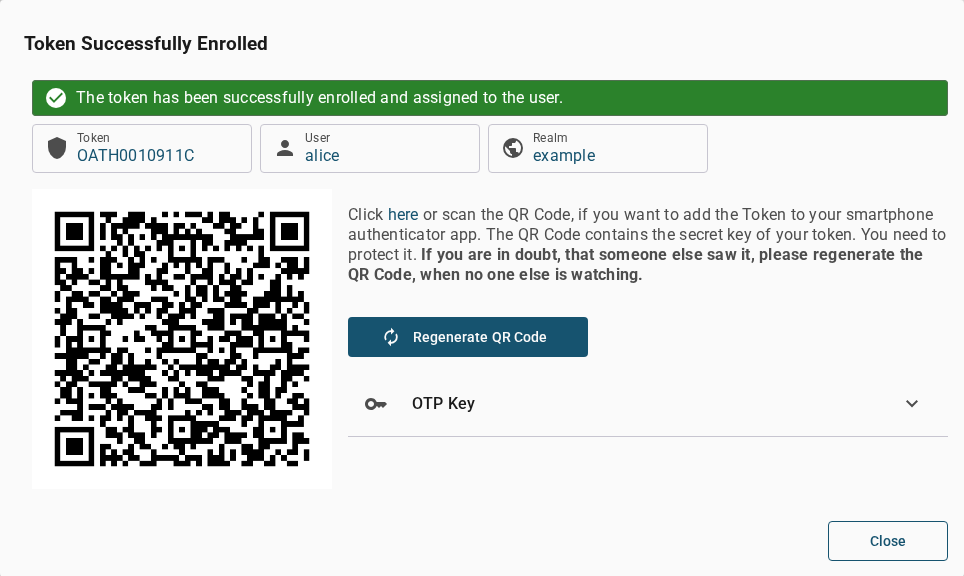 Token Successfully Enrolled
The token has been successfully enrolled and assigned to the user.
Token
OATH0010911C
User
alice
Realm
example
Click here or scan the QR Code, if you want to add the Token to your smartphone
authenticator app. The QR Code contains the secret key of your token. You need to
protect it. If you are in doubt, that someone else saw it, please regenerate the
QR Code, when no one else is watching.
Regenerate QR Code
OTP Key
Close